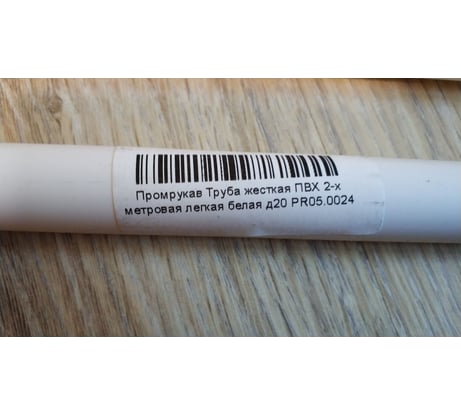 Промрукав Труба жесткая ПВХ 2-х
метровая легкая белая д20 PR05.0024